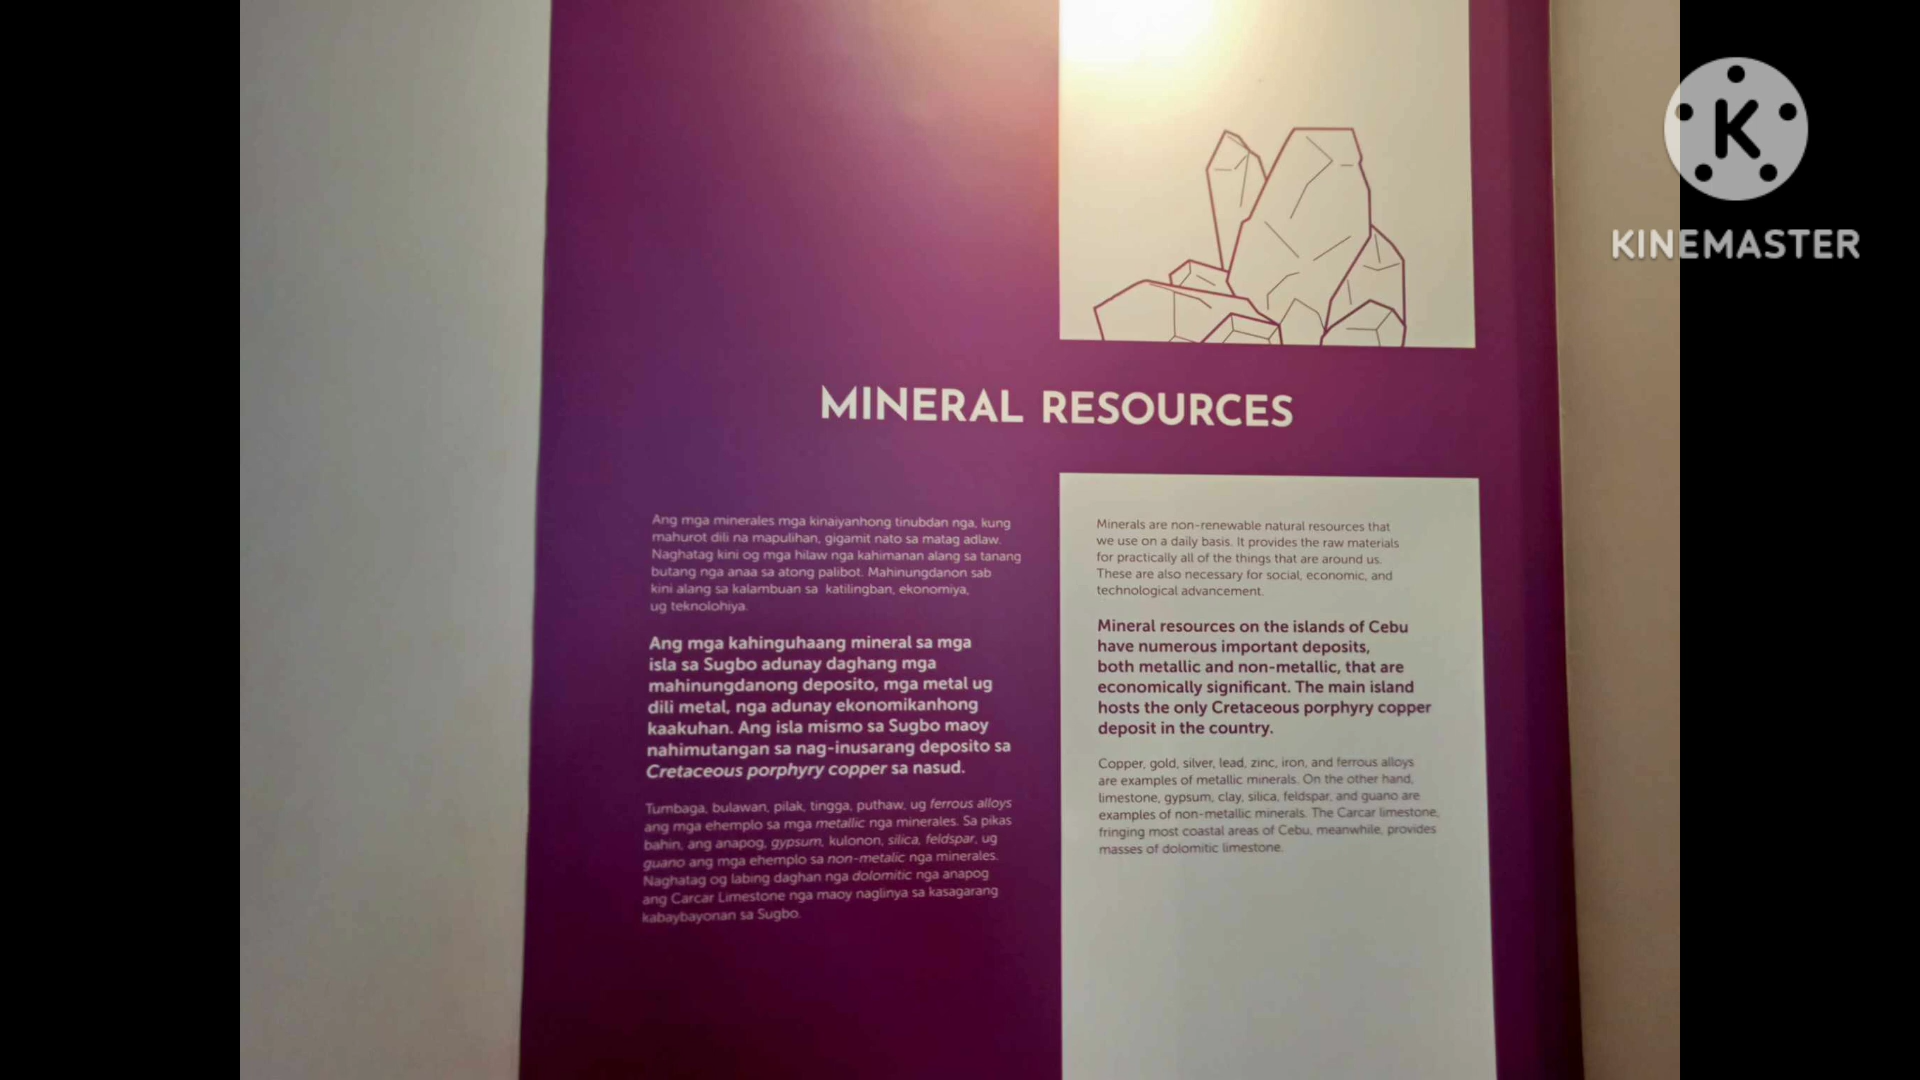 MINERAL RESOURCES
Ang mga minerales mga kinaiyanhong tinubdan nga, kung
mahurot dili na mapulihan, gigamit nato sa matag adlaw.
Naghatag kini og mga hilaw nga kahimanan alang sa tanang
butang nga anaa sa atong palibot. Mahinungdanon sab
kini alang sa kalambuan sa katilingban, ekonomiya,
ug teknolohiya.
Ang mga kahinguhaang mineral sa mga
isla sa Sugbo adunay daghang mga
mahinungdanong deposito, mga metal ug
dili metal, nga adunay ekonomikanhong
kaakuhan. Ang isla mismo sa Sugbo maoy
nahimutangan sa nag-inusarang deposito sa
Cretaceous porphyry copper sa nasud.
Tumbaga, bulawan, pilak, tingga, puthaw, ug ferrous alloys
ang mga ehemplo sa mga metallic nga minerales. Sa pikas
bahin, ang anapog, gypsum, kulonon, silica, feldspar, ug
guano ang mga ehemplo sa non-metalic nga minerales.
Naghatag og labing daghan nga dolomitic nga anapog
ang Carcar Limestone nga maoy naglinya sa kasagarang
kabaybayonan sa Sugbo.
Minerals are non-renewable natural resources that
we use on a daily basis. It provides the raw materials
for practically all of the things that are around us.
These are also necessary for social, economic, and
technological advancement.
Mineral resources on the islands of Cebu
have numerous important deposits,
both metallic and non-metallic, that are
economically significant. The main island
hosts the only Cretaceous porphyry copper
deposit in the country.
Copper, gold, silver, lead, zinc, iron, and ferrous alloys
are examples of metallic minerals. On the other hand,
limestone, gypsum, clay, silica, feldspar, and guano are
examples of non-metallic minerals. The Carcar limestone,
fringing most coastal areas of Cebu, meanwhile, provides
masses of dolomitic limestone.
K
KINEMASTER